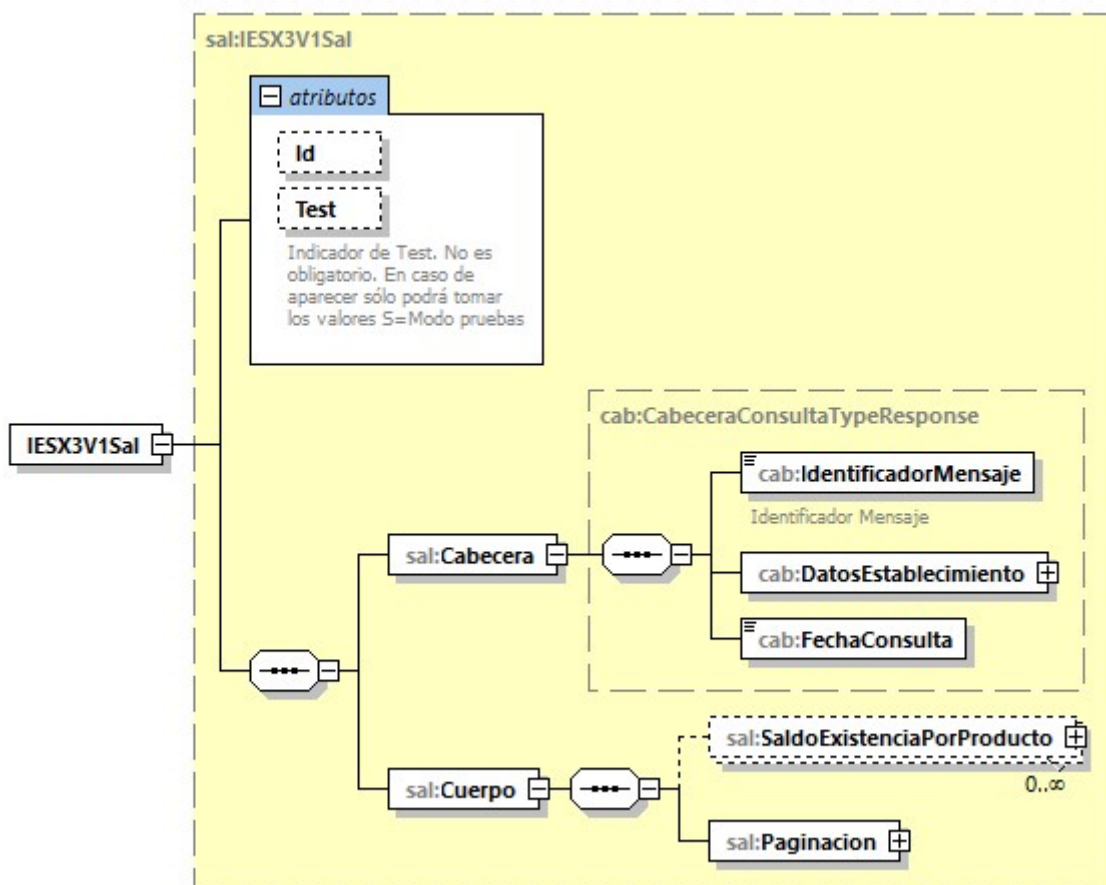 sal:IESX3V1Sal
atributos
Id
Test
Indicador de Test. No es
obligatorio. En caso de
aparecer sólo podrá tomar
los valores S=Modo pruebas
cab:CabeceraConsultaTypeResponse
IESX3V1Sal
cab:IdentificadorMensaje
Identificador Mensaje
sal:Cabecera
cab:DatosEstablecimiento
cab:FechaConsulta
sal:SaldoExistenciaPorProducto
0..∞
sal:Cuerpo
sal:Paginacion